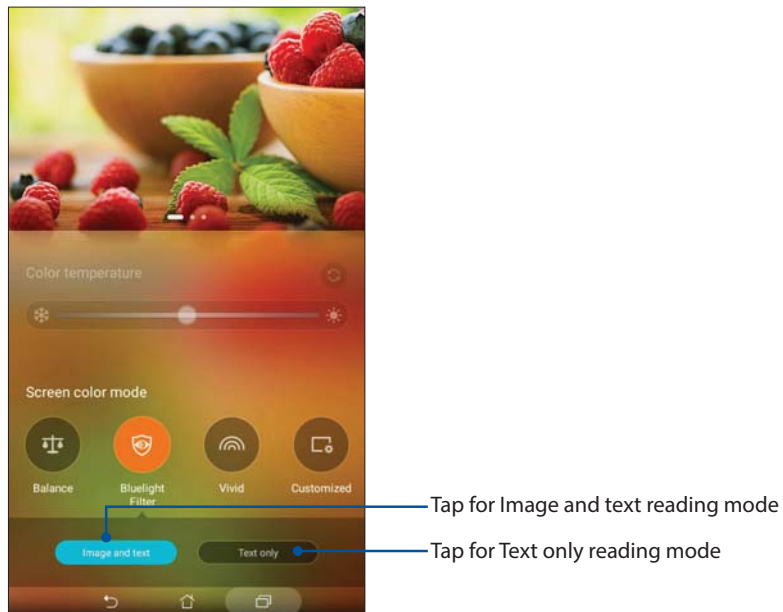 Color temperature
Screen color mode
Balance
Bluelight
Filter
Vivid
Customized
Tap for Image and text reading mode
Image and text
Text only
Tap for Text only reading mode